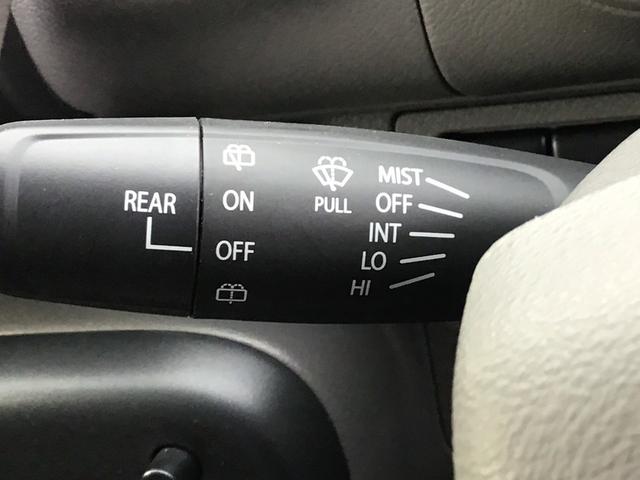 REAR
ON
OFF
PULL
MIST
OFF
INT
LO
HI